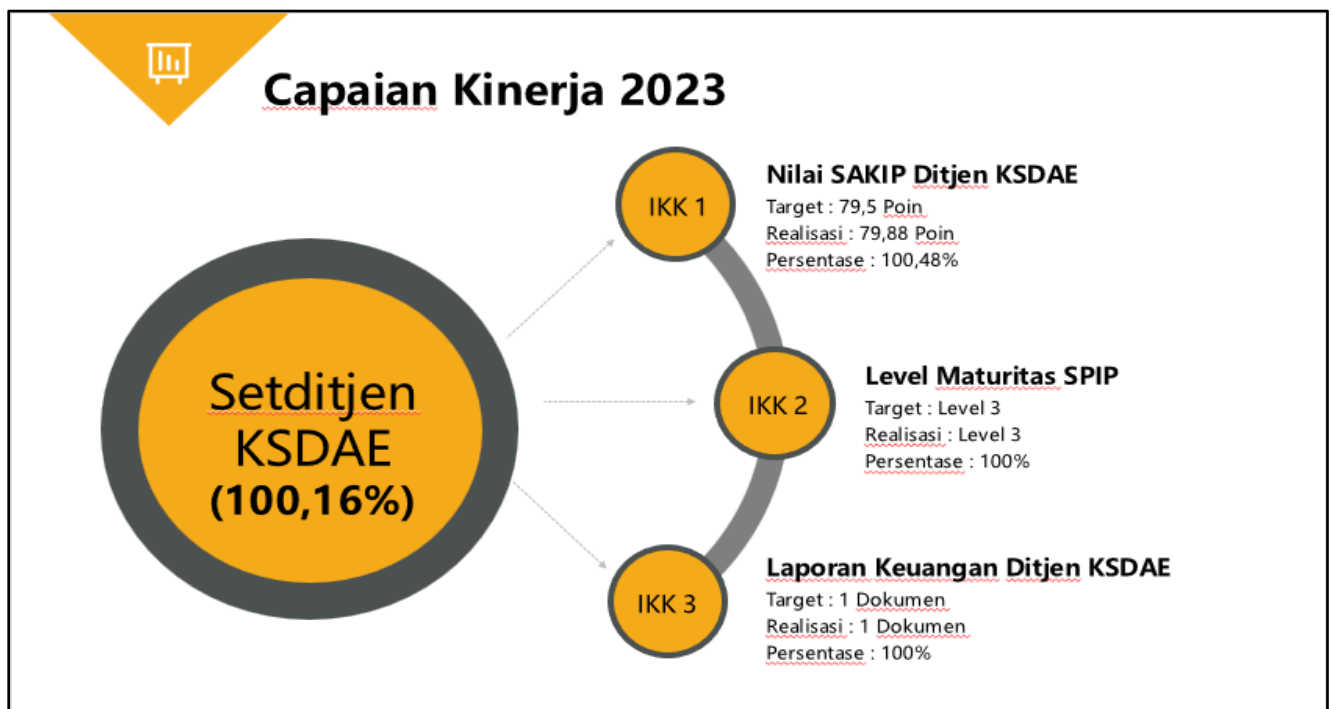 Capaian Kinerja 2023
Setditjen
KSDAE
(100,16%)
IKK 1
Nilai SAKIP Ditjen KSDAE
Target : 79,5 Poin
Realisasi : 79,88 Poin
Persentase : 100,48%
IKK 2
Level Maturitas SPIP
Target : Level 3
Realisasi : Level 3
Persentase : 100%
IKK 3
Laporan Keuangan Ditjen KSDAE
Target : 1 Dokumen
Realisasi : 1 Dokumen
Persentase : 100%